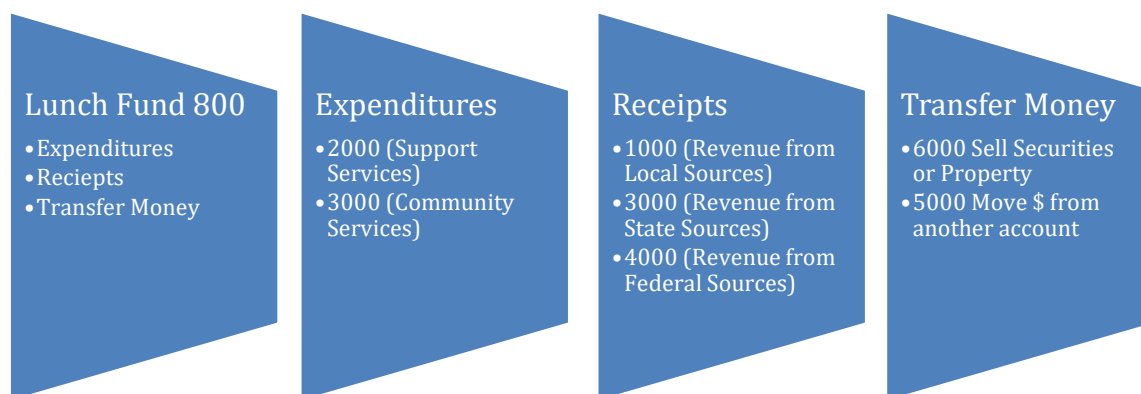 Lunch Fund 800
•Expenditures
•Reciepts
•Transfer Money
Expenditures
•2000 (Support
Services)
•3000 (Community
Services)
Receipts
•1000 (Revenue from
Local Sources)
•3000 (Revenue from
State Sources)
•4000 (Revenue from
Federal Sources)
Transfer Money
•6000 Sell Securities
or Property
•5000 Move $ from
another account